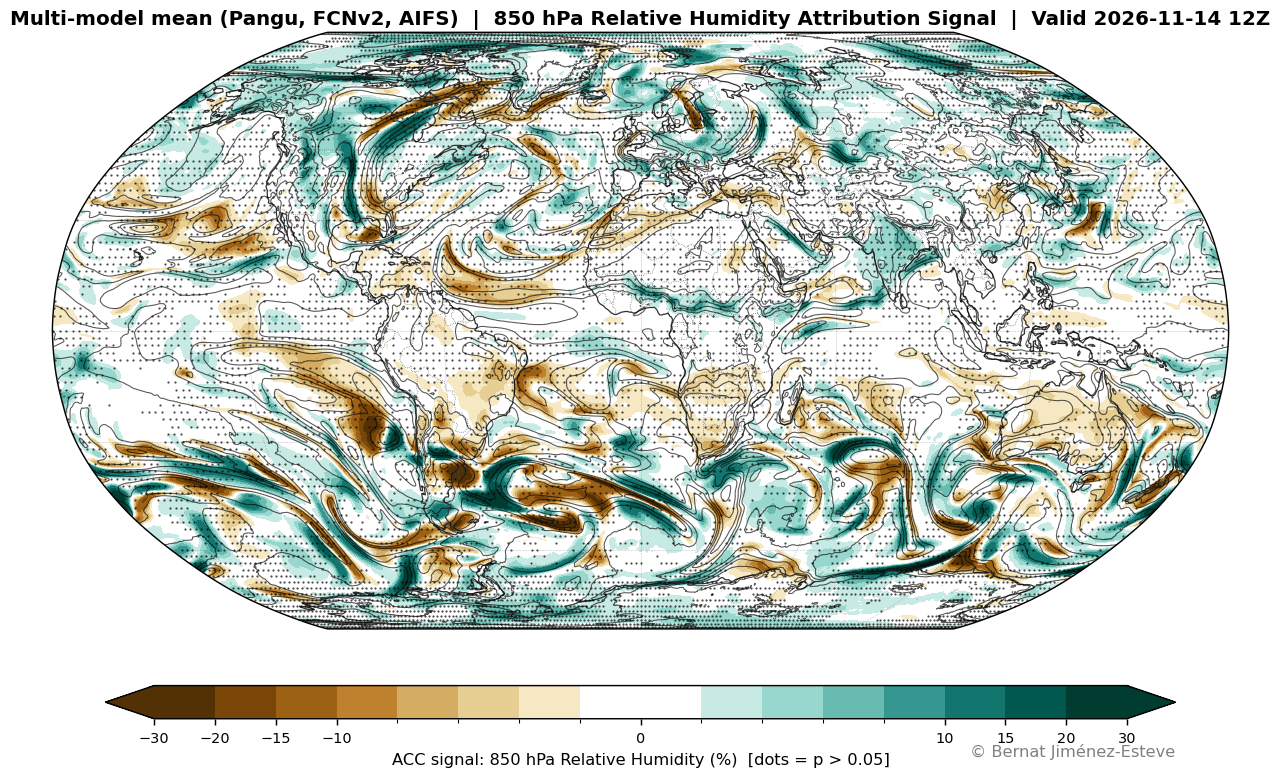 Multi-model mean (Pangu, FCNv2, AIFS)  |  850 hPa Relative Humidity Attribution Signal  |  Valid 2026-11-14 12Z
−30 −20 −15 −10 0 10 15 20 30
ACC signal: 850 hPa Relative Humidity (%)  [dots = p > 0.05]
© Bernat Jiménez-Esteve